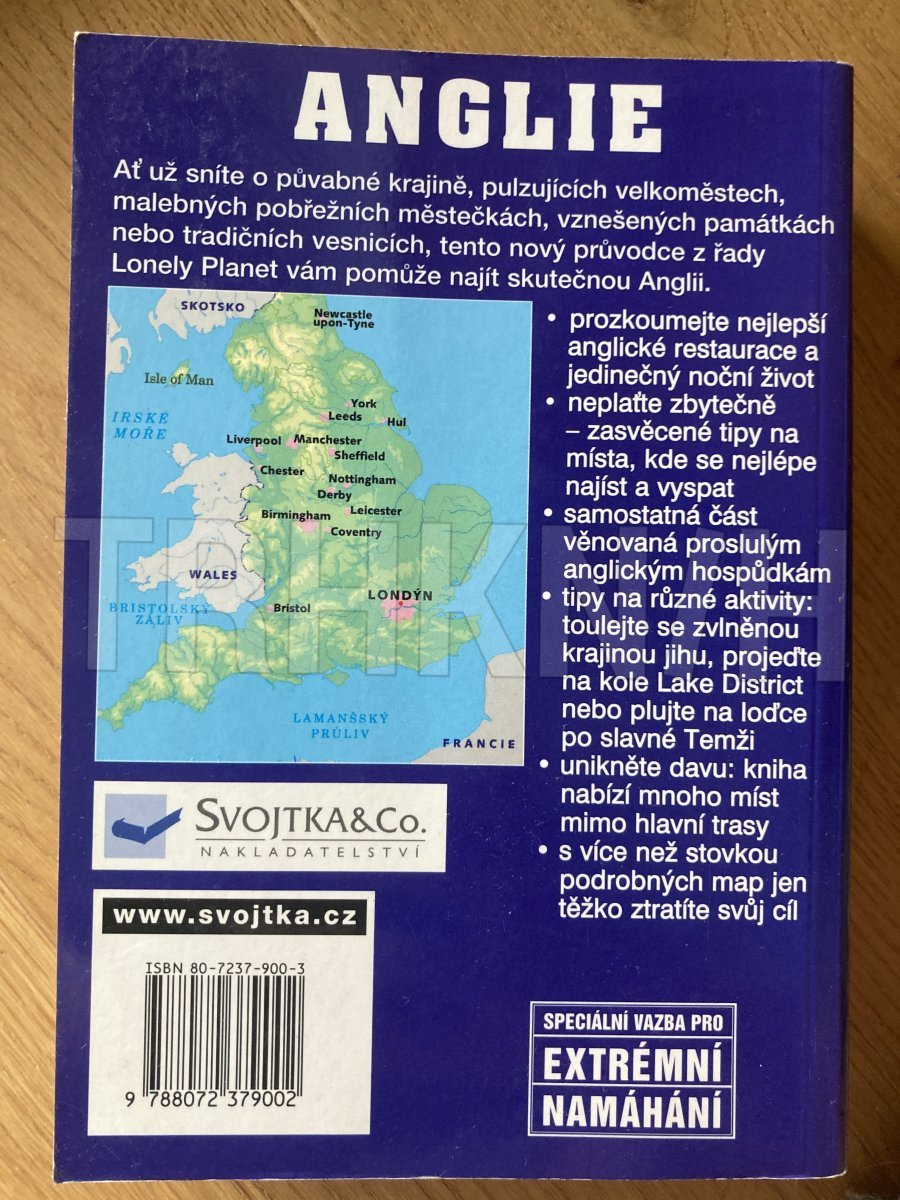 ANGLIE
Ať už sníte o půvabné krajině, pulzujících velkoměstech,
malebných pobřežních městečkách, vznešených památkách
nebo tradičních vesnicích, tento nový průvodce z řady
Lonely Planet vám pomůže najít skutečnou Anglii.
SKOTSKO
Newcastle
upon-Tyne
Isle of Man
IRSKÉ
MOŘE
York
Leeds
Hul
Liverpool
Manchester
Sheffield
Chester
Nottingham
Derby
Leicester
Birmingham
Coventry
WALES
LONDÝN
BRISTOLSKÝ
ZÁLIV
Bristol
LAMANŠSKÝ
PRŮLIV
FRANCIE
• prozkoumejte nejlepší
anglické restaurace a
jedinečný noční život
• neplaťte zbytečně
– zasvěcené tipy na
místa, kde se nejlépe
najíst a vyspat
• samostatná část
věnovaná proslulým
anglickým hospůdkám
• tipy na různé aktivity:
toulejte se zvlněnou
krajinou jihu, projeďte
na kole Lake District
nebo plujte na loďce
po slavné Temži
• unikněte davu: kniha
nabízí mnoho míst
mimo hlavní trasy
• s více než stovkou
podrobných map jen
těžko ztratíte svůj cíl
SVOJTKA&CO.
NAKLADATELSTVÍ
www.svojtka.cz
ISBN 80-7237-900-3
9 788072 379002
SPECIÁLNÍ VAZBA PRO
EXTRÉMNÍ
NAMÁHÁNÍ
TRHKNIH